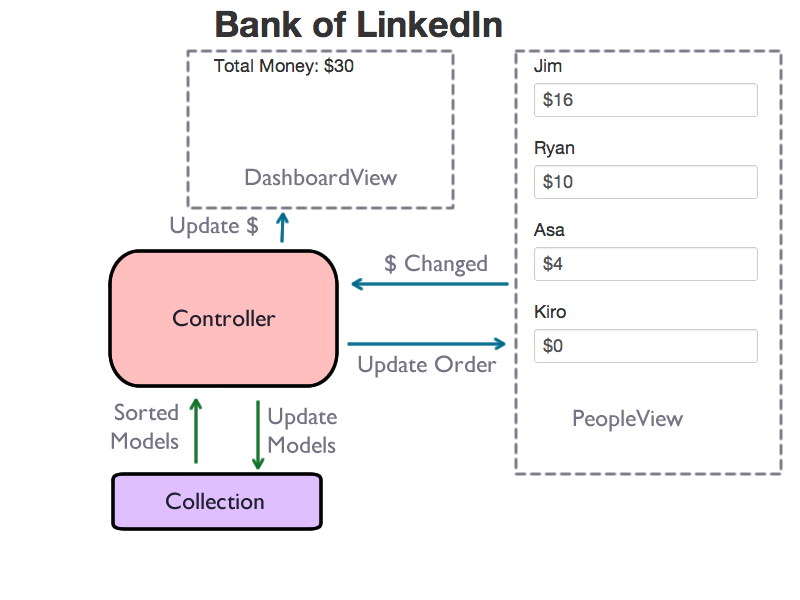 Bank of LinkedIn
Total Money: $30
DashboardView
Jim
$16
Ryan
$10
Asa
$4
Kiro
$0
PeopleView
Update $
$ Changed
Controller
Update Order
Sorted
Models
Update
Models
Collection